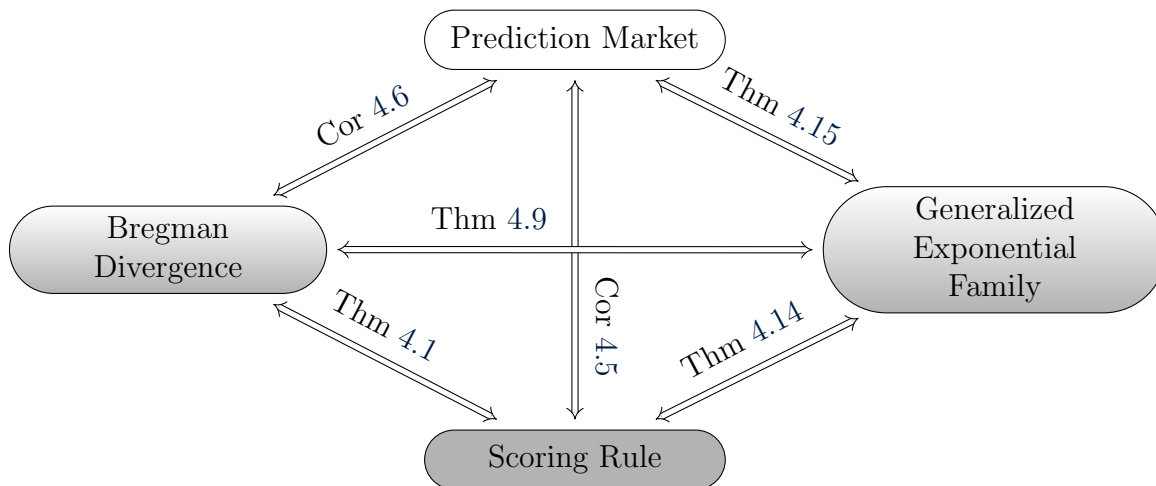 Prediction Market
Cor 4.6
Thm 4.15
Bregman
Divergence
Thm 4.9
Generalized
Exponential
Family
Thm 4.1
Cor 4.5
Thm 4.14
Scoring Rule